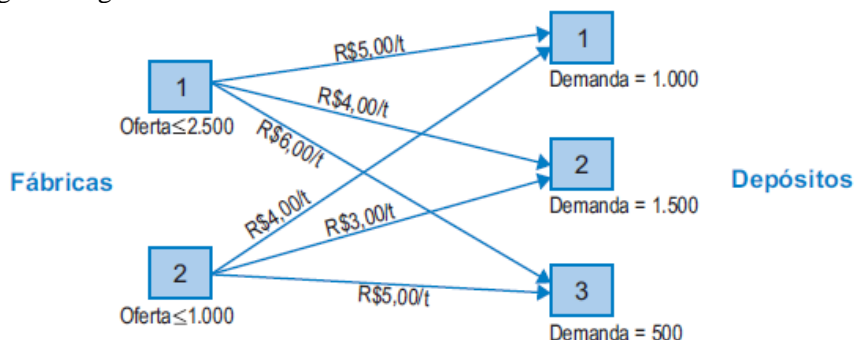 R$5,00/t
1
Demanda = 1.000
1
Oferta≤2.500
R$4,00/t
R$6,00/t
Fábricas
2
Demanda = 1.500
Depósitos
R$4,00/t
R$3,00/t
2
Oferta≤1.000
R$5,00/t
3
Demanda = 500